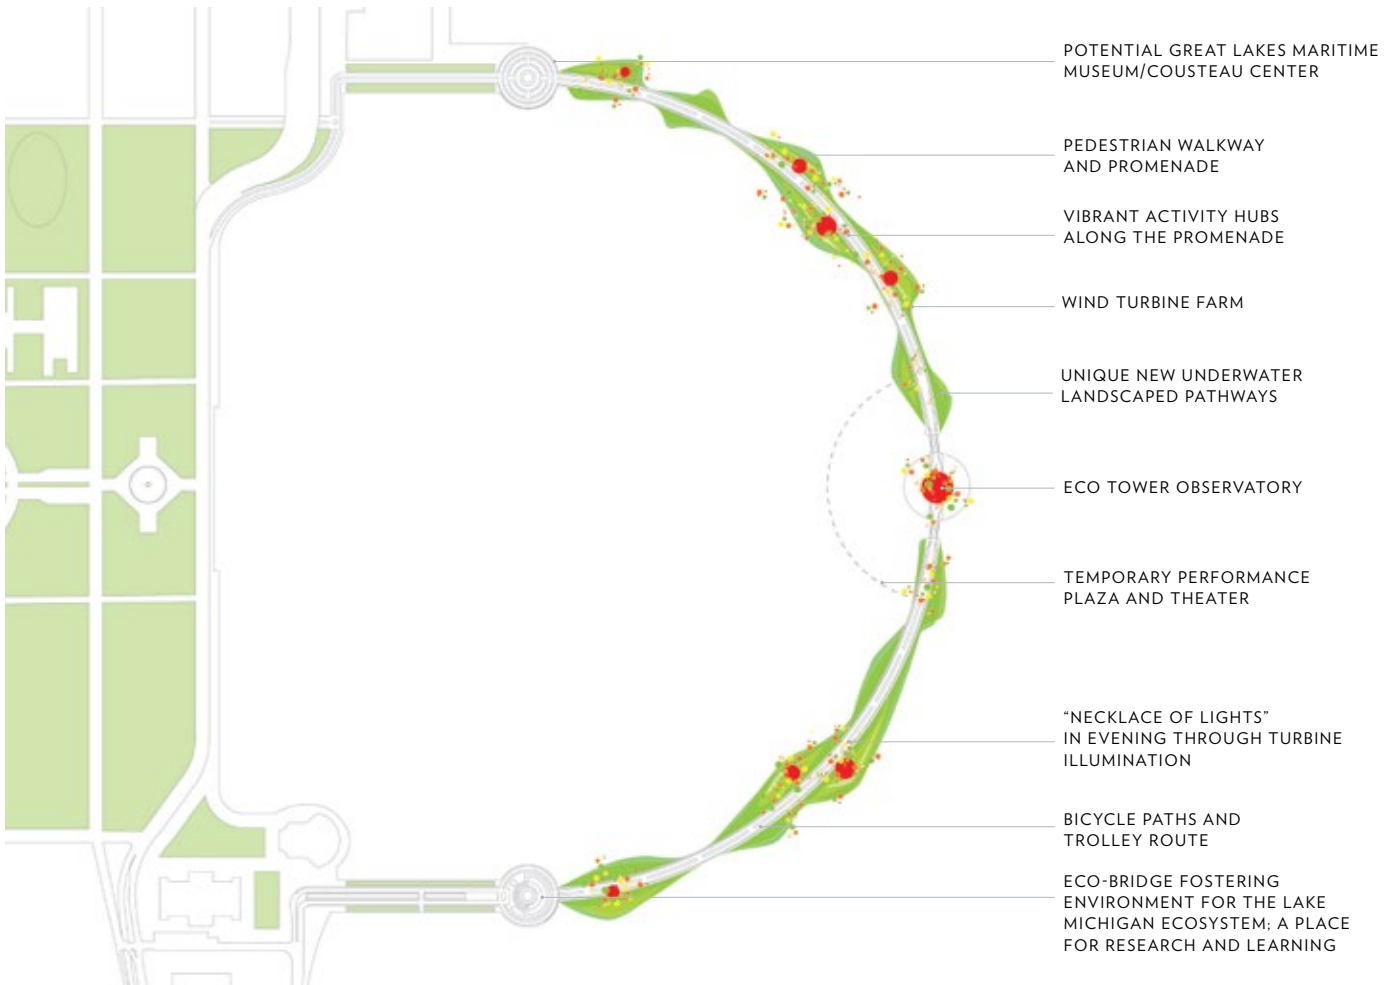 POTENTIAL GREAT LAKES MARITIME
MUSEUM/COUSTEAU CENTER
PEDESTRIAN WALKWAY
AND PROMENADE
VIBRANT ACTIVITY HUBS
ALONG THE PROMENADE
WIND TURBINE FARM
UNIQUE NEW UNDERWATER
LANDSCAPED PATHWAYS
ECO TOWER OBSERVATORY
TEMPORARY PERFORMANCE
PLAZA AND THEATER
“NECKLACE OF LIGHTS”
IN EVENING THROUGH TURBINE
ILLUMINATION
BICYCLE PATHS AND
TROLLEY ROUTE
ECO-BRIDGE FOSTERING
ENVIRONMENT FOR THE LAKE
MICHIGAN ECOSYSTEM; A PLACE
FOR RESEARCH AND LEARNING